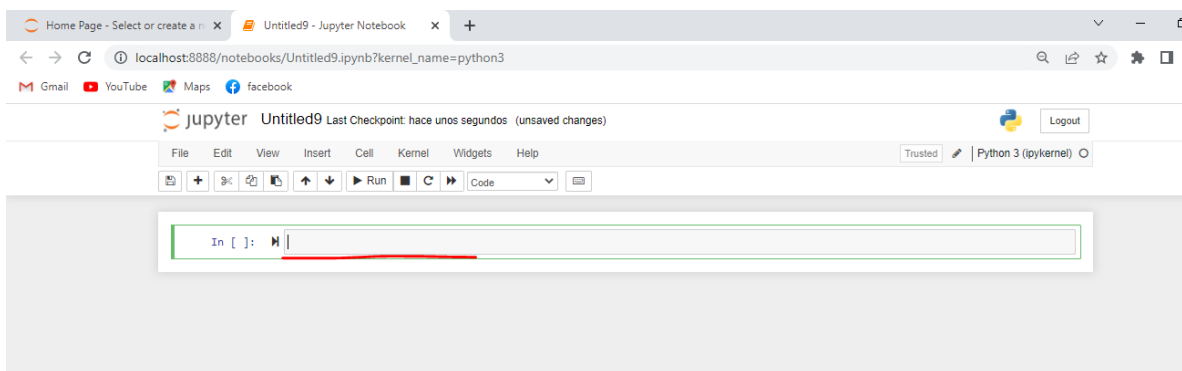 Home Page - Select or create a n
Untitled9 - Jupyter Notebook
localhost:8888/notebooks/Untitled9.ipynb?kernel_name=python3
Gmail YouTube Maps facebook
jupyter Untitled9 Last Checkpoint: hace unos segundos (unsaved changes)
Logout
File Edit View Insert Cell Kernel Widgets Help
Trusted Python 3 (ipykernel)
Run Code
In [ ]: